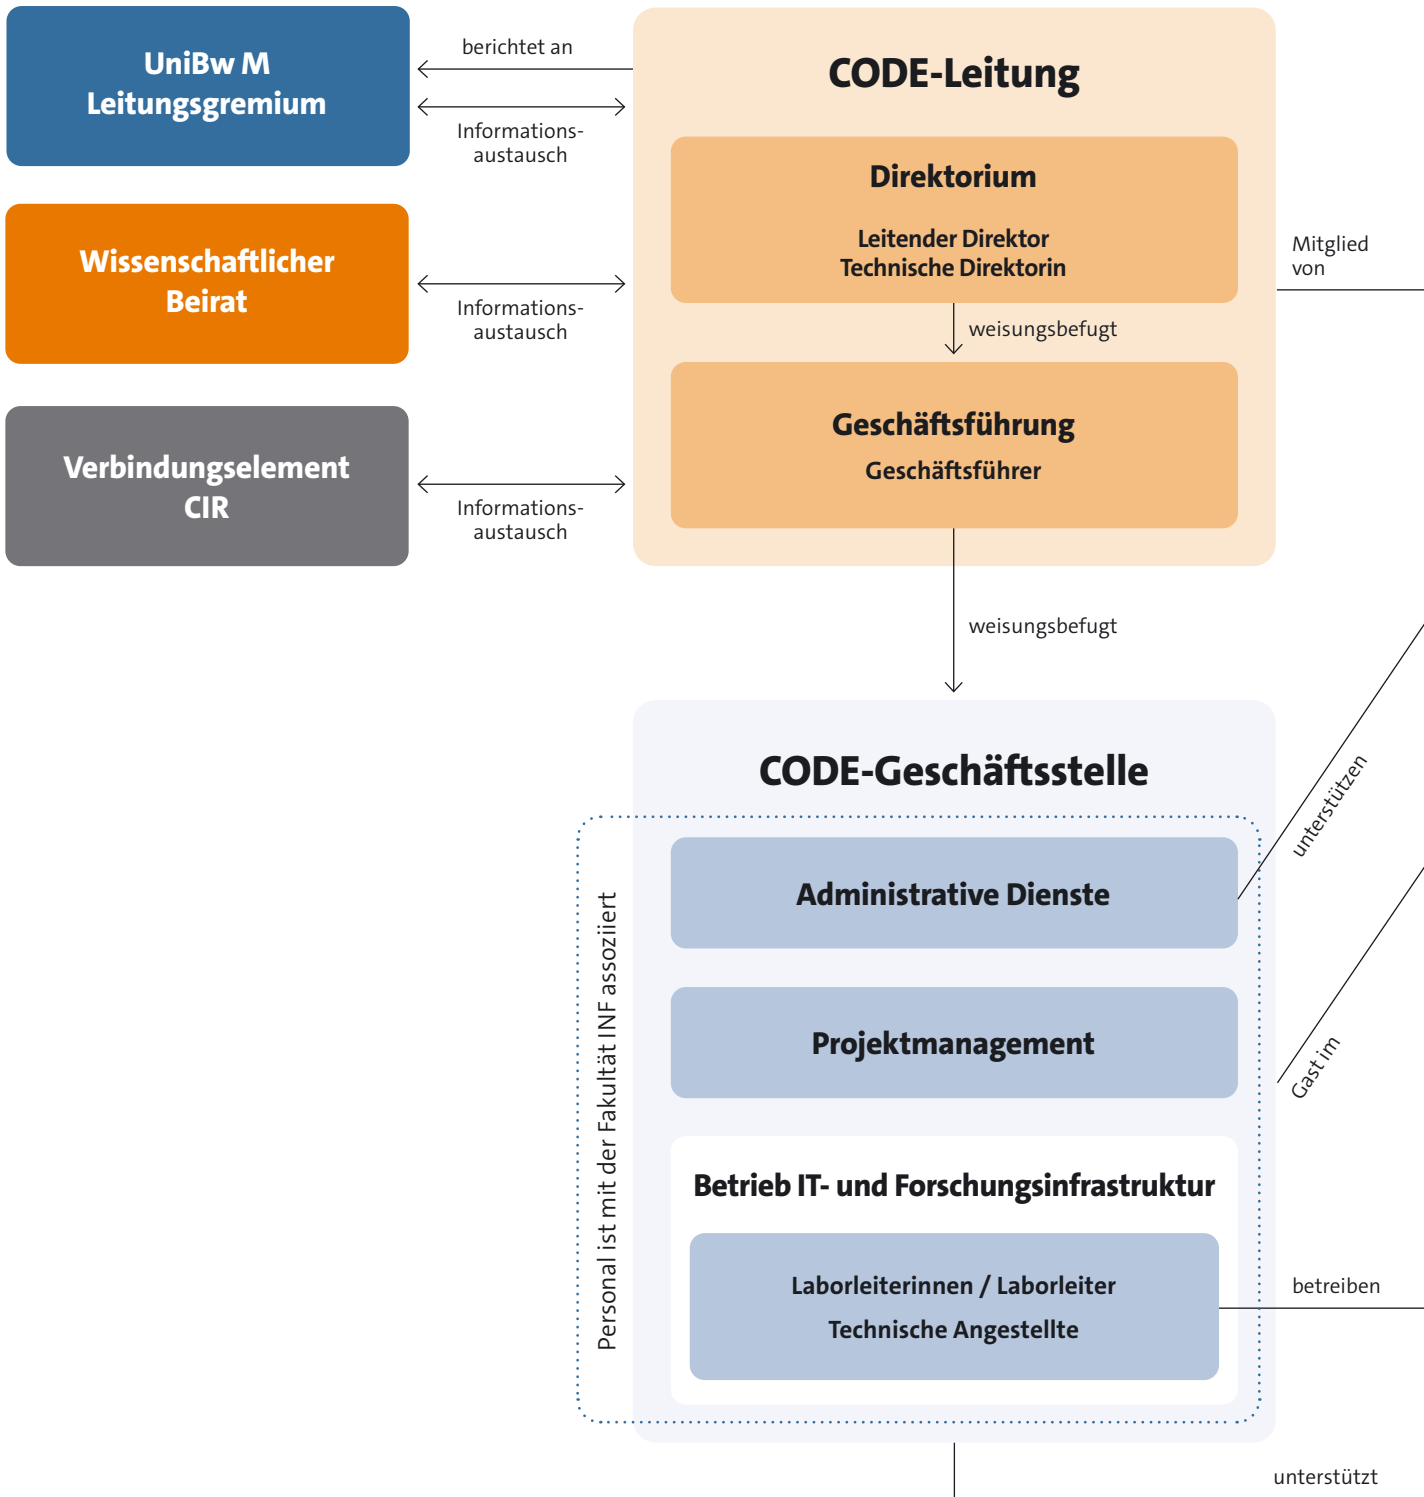 UniBw M
Leitungsgremium
berichtet an
Informations-
austausch
CODE-Leitung
Direktorium
Leitender Direktor
Technische Direktorin
Mitglied
von
Wissenschaftlicher
Beirat
Informations-
austausch
weisungsbefugt
Geschäftsführung
Geschäftsführer
Verbindungselement
CIR
Informations-
austausch
weisungsbefugt
CODE-Geschäftsstelle
unterstützen
Personal ist mit der Fakultät INF assoziiert
Administrative Dienste
Projektmanagement
Gast im
Betrieb IT- und Forschungsinfrastruktur
Laborleiterinnen / Laborleiter
Technische Angestellte
betreiben
unterstützt